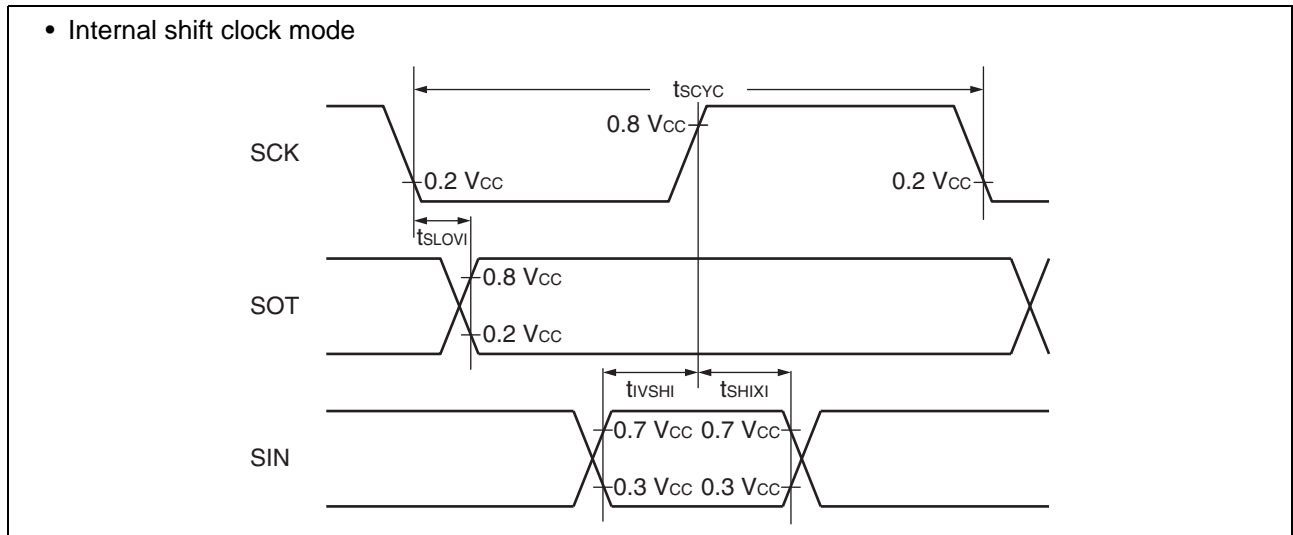 • Internal shift clock mode
tSCYC
0.8 VCC
SCK
0.2 VCC
0.2 VCC
tSLOVI
0.8 VCC
SOT
0.2 VCC
tIVSHI
tSHIXI
0.7 VCC
0.7 VCC
SIN
0.3 VCC
0.3 VCC